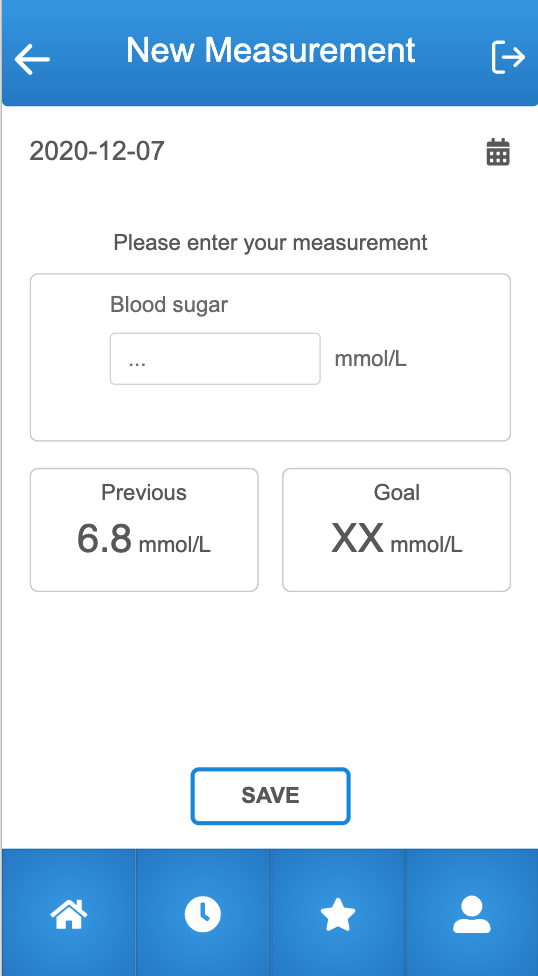 New Measurement
2020-12-07
Please enter your measurement
Blood sugar
... mmol/L
Previous
6.8 mmol/L
Goal
XX mmol/L
SAVE